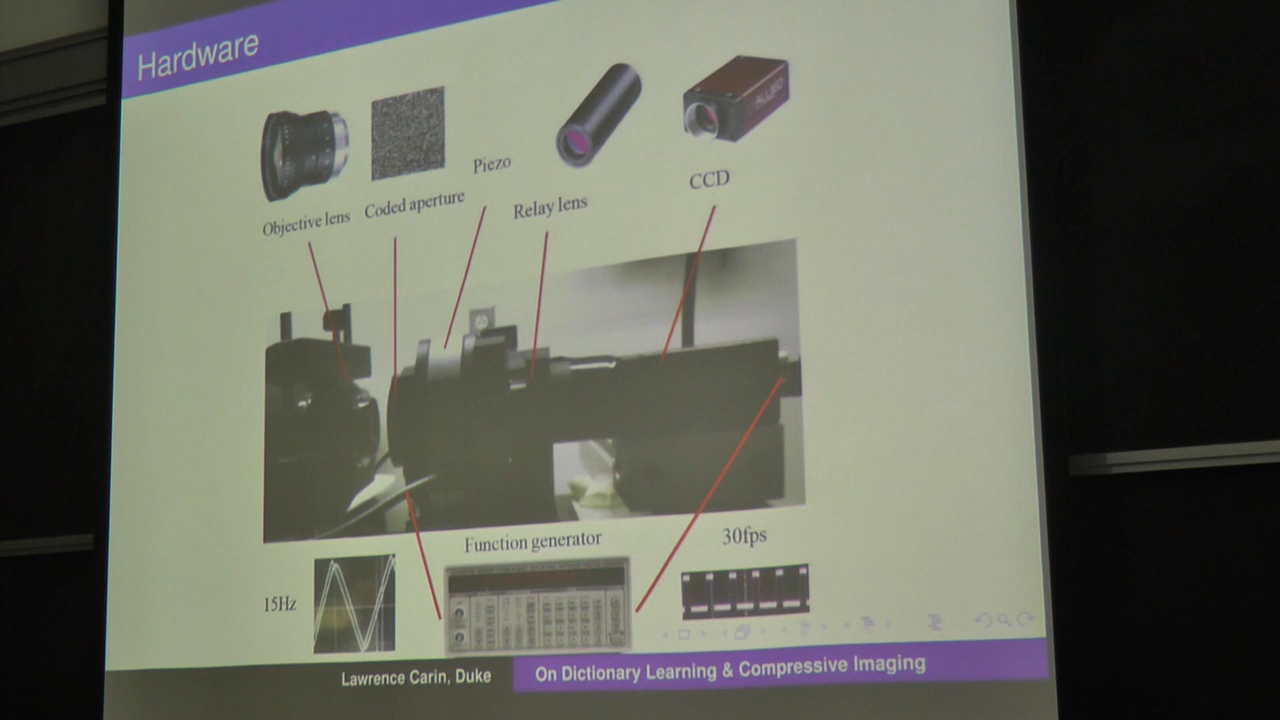 Hardware
ALLIED
Piezo
CCD
Objective lens
Coded aperture
Relay lens
Function generator
30fps
15Hz
Lawrence Carin, Duke
On Dictionary Learning & Compressive Imaging